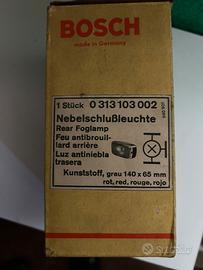 BOSCH
made in Germany
1 Stück 0 313 103 002
Nebelschlußleuchte
Rear Foglamp
Feu antibrouil-
lard arrière
Luz antiniebla
trasera
Kunststoff, grau 140 x 65 mm
rot, red, rouge, rojo
Subito